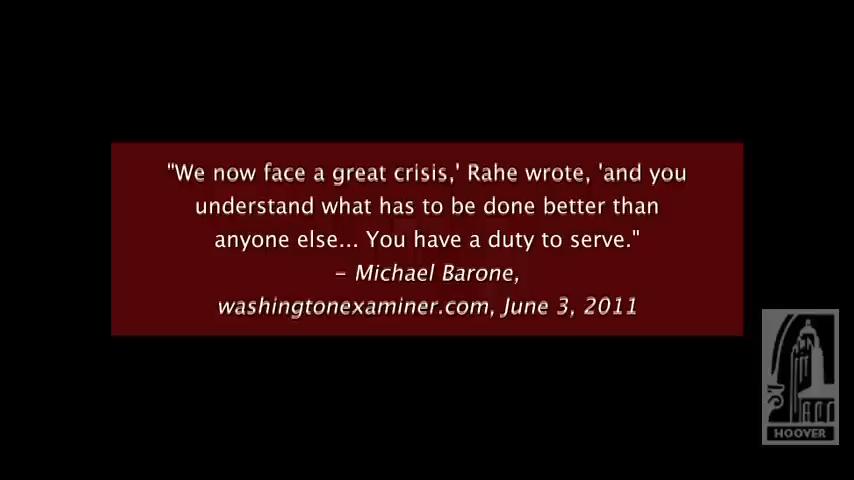 "We now face a great crisis,' Rahe wrote, 'and you
understand what has to be done better than
anyone else... You have a duty to serve."
– Michael Barone,
washingtonexaminer.com, June 3, 2011
HOOVER